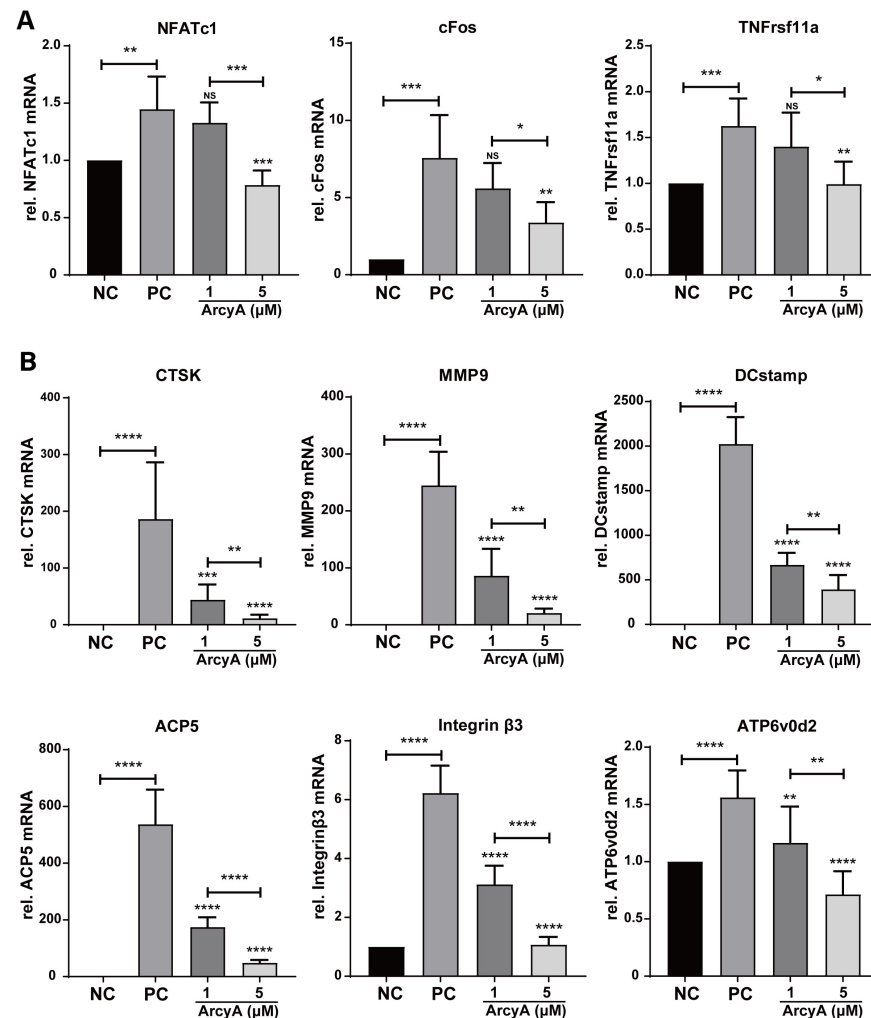 A
NFATc1
rel. NFATc1 mRNA
2.0
1.5
1.0
0.5
0
**
NS
***
***
NC PC 1 5
ArcyA (µM)
cFos
rel. cFos mRNA
15
10
5
0
***
NS
*
**
NC PC 1 5
ArcyA (µM)
TNFrsf11a
rel. TNFrsf11a mRNA
2.5
2.0
1.5
1.0
0.5
0.0
***
NS
*
**
NC PC 1 5
ArcyA (µM)
B
CTSK
rel. CTSK mRNA
400
300
200
100
0
****
**
***
****
NC PC 1 5
ArcyA (µM)
MMP9
rel. MMP9 mRNA
400
300
200
100
0
****
**
****
****
NC PC 1 5
ArcyA (µM)
DCstamp
rel. DCstamp mRNA
2500
2000
1500
1000
500
0
****
**
****
****
NC PC 1 5
ArcyA (µM)
ACP5
rel. ACP5 mRNA
800
600
400
200
0
****
****
****
****
NC PC 1 5
ArcyA (µM)
Integrin β3
rel. Integrinβ3 mRNA
8
6
4
2
0
****
****
****
****
NC PC 1 5
ArcyA (µM)
ATP6v0d2
rel. ATP6v0d2 mRNA
2.0
1.5
1.0
0.5
0
****
**
**
****
NC PC 1 5
ArcyA (µM)